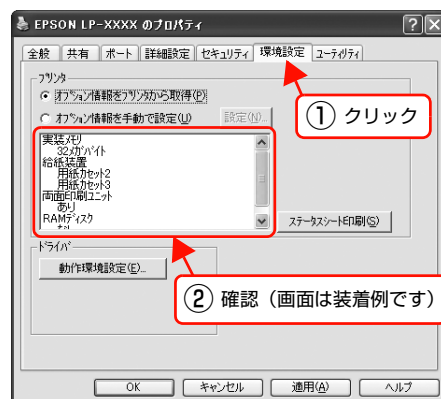 EPSON LP-XXXX のプロパティ
全般 共有 ポート 詳細設定 セキュリティ 環境設定 ユーティリティ
プリンタ
オプション情報をプリンタから取得(P)
オプション情報を手動で設定(U) 設定(N)...
① クリック
実装メモリ
32メガバイト
給紙装置
用紙カセット2
用紙カセット3
両面印刷ユニット
あり
RAMディスク
なし
ステータスシート印刷(S)
ドライバ
動作環境設定(E)...
② 確認（画面は装着例です）
OK キャンセル 適用(A) ヘルプ